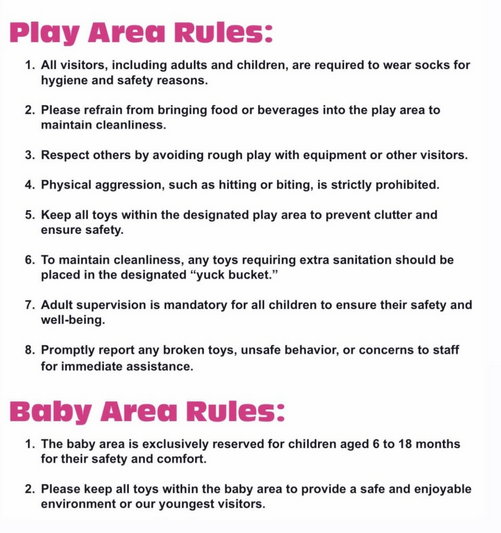 Play Area Rules:
1. All visitors, including adults and children, are required to wear socks for
hygiene and safety reasons.
2. Please refrain from bringing food or beverages into the play area to
maintain cleanliness.
3. Respect others by avoiding rough play with equipment or other visitors.
4. Physical aggression, such as hitting or biting, is strictly prohibited.
5. Keep all toys within the designated play area to prevent clutter and
ensure safety.
6. To maintain cleanliness, any toys requiring extra sanitation should be
placed in the designated “yuck bucket.”
7. Adult supervision is mandatory for all children to ensure their safety and
well-being.
8. Promptly report any broken toys, unsafe behavior, or concerns to staff
for immediate assistance.
Baby Area Rules:
1. The baby area is exclusively reserved for children aged 6 to 18 months
for their safety and comfort.
2. Please keep all toys within the baby area to provide a safe and enjoyable
environment or our youngest visitors.